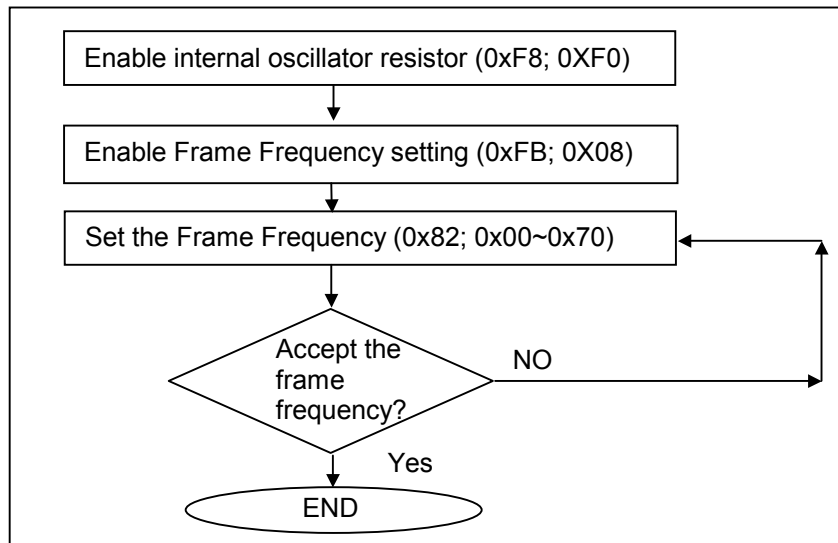 Enable internal oscillator resistor (0xF8; 0XF0)
Enable Frame Frequency setting (0xFB; 0X08)
Set the Frame Frequency (0x82; 0x00~0x70)
Accept the
frame
frequency?
NO
Yes
END